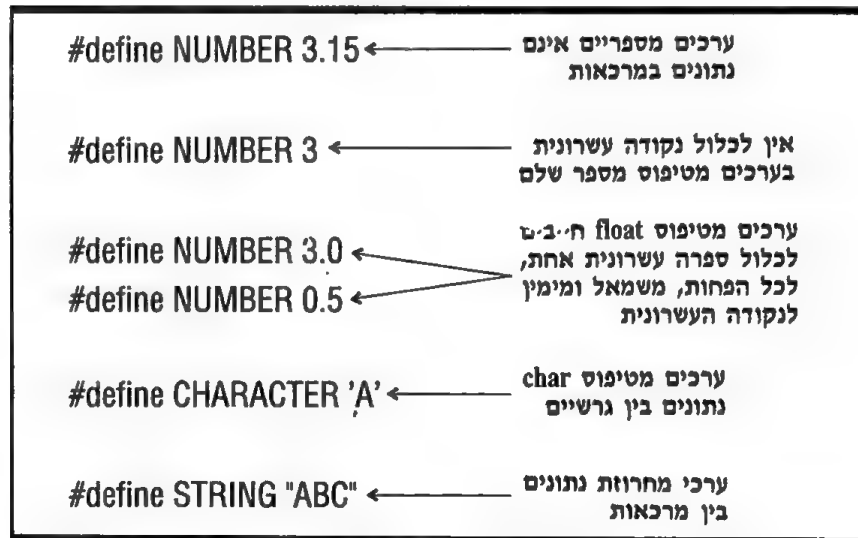 #define NUMBER 3.15
ערכים מספריים אינם
נתונים במרכאות
#define NUMBER 3
אין לכלול נקודה עשרונית
בערכים מטיפוס מספר שלם
#define NUMBER 3.0
#define NUMBER 0.5
ערכים מטיפוס float חייבים
לכלול ספרה עשרונית אחת,
לכל הפחות, משמאל ומימין
לנקודה העשרונית
#define CHARACTER 'A'
ערכים מטיפוס char
נתונים בין גרשיים
#define STRING "ABC"
ערכי מחרוזת נתונים
בין מרכאות